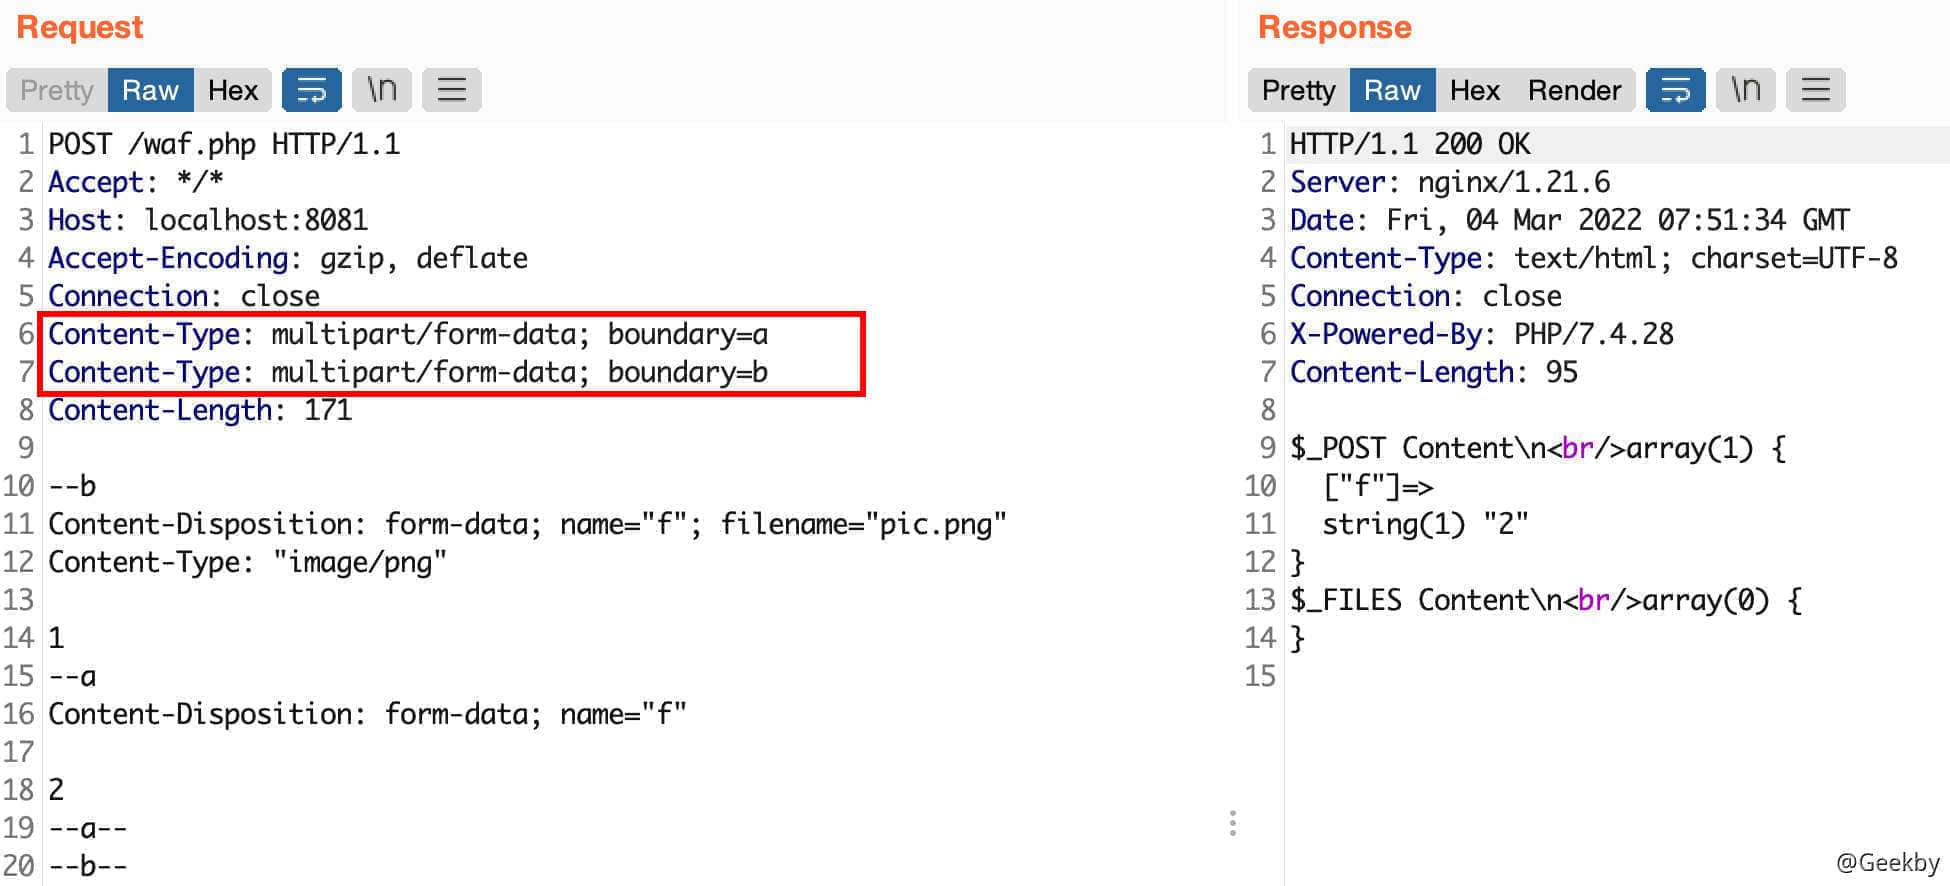 Request
Pretty Raw Hex \n
1 POST /waf.php HTTP/1.1
2 Accept: */*
3 Host: localhost:8081
4 Accept-Encoding: gzip, deflate
5 Connection: close
6 Content-Type: multipart/form-data; boundary=a
7 Content-Type: multipart/form-data; boundary=b
8 Content-Length: 171
9
10 --b
11 Content-Disposition: form-data; name="f"; filename="pic.png"
12 Content-Type: "image/png"
13
14 1
15 --a
16 Content-Disposition: form-data; name="f"
17
18 2
19 --a--
20 --b--
Response
Pretty Raw Hex Render \n
1 HTTP/1.1 200 OK
2 Server: nginx/1.21.6
3 Date: Fri, 04 Mar 2022 07:51:34 GMT
4 Content-Type: text/html; charset=UTF-8
5 Connection: close
6 X-Powered-By: PHP/7.4.28
7 Content-Length: 95
8
9 $_POST Content\n<br/>array(1) {
10 ["f"]=>
11 string(1) "2"
12 }
13 $_FILES Content\n<br/>array(0) {
14 }
15
@Geekby